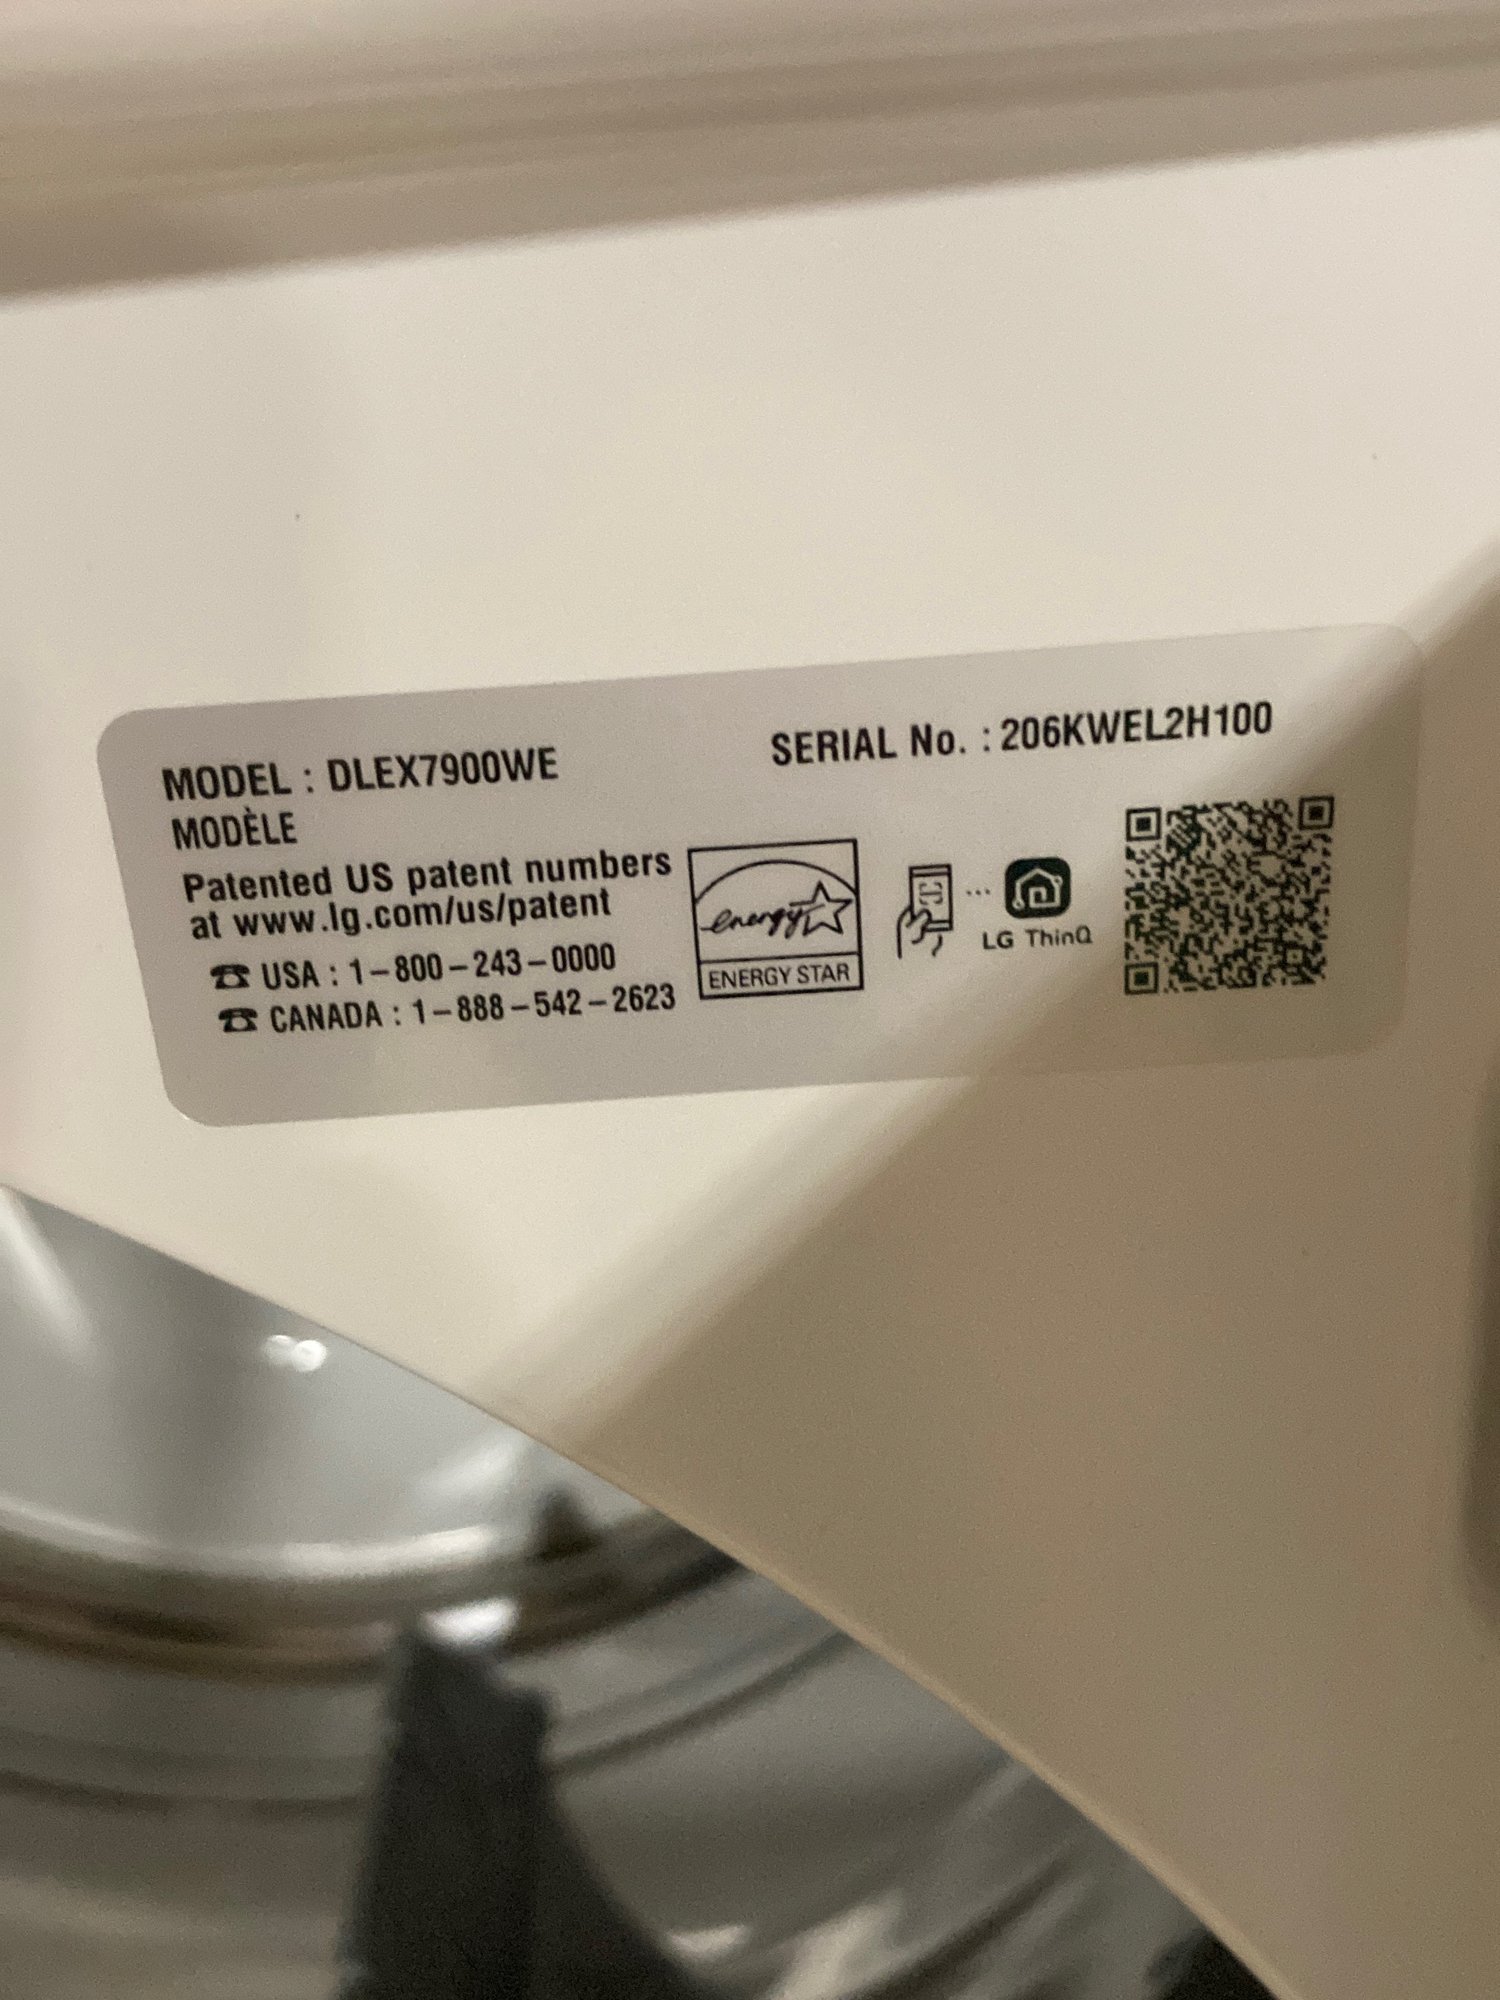 MODEL : DLEX7900WE
MODÈLE
SERIAL No. : 206KWEL2H100
Patented US patent numbers
at www.lg.com/us/patent
☎ USA : 1-800-243-0000
☎ CANADA : 1-888-542-2623
energy
ENERGY STAR
LG ThinQ